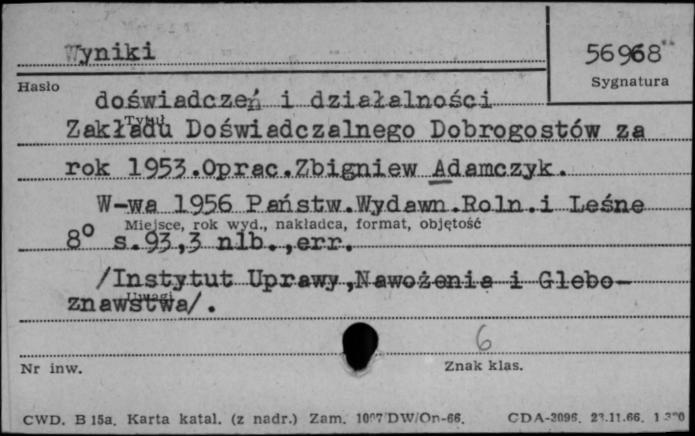 Wyniki
56968
Hasło
Sygnatura
doświadczeń i działalności
Tytuł
Zakładu Doświadczalnego Dobrogostów za
rok 1953.Oprac.Zbigniew Adamczyk.
W-wa 1956 Państw.Wydawn.Roln.i Leśne
Miejsce, rok wyd., nakładca, format, objętość
8° s.93,3 nlb.,err.
/Instytut Uprawy,Nawożenia i Glebo-
Uwagi
znawstwa/.
6
Nr inw.
Znak klas.
CWD. B 15a. Karta katal. (z nadr.) Zam. DW/On-66. CDA-2096. 23.11.66.